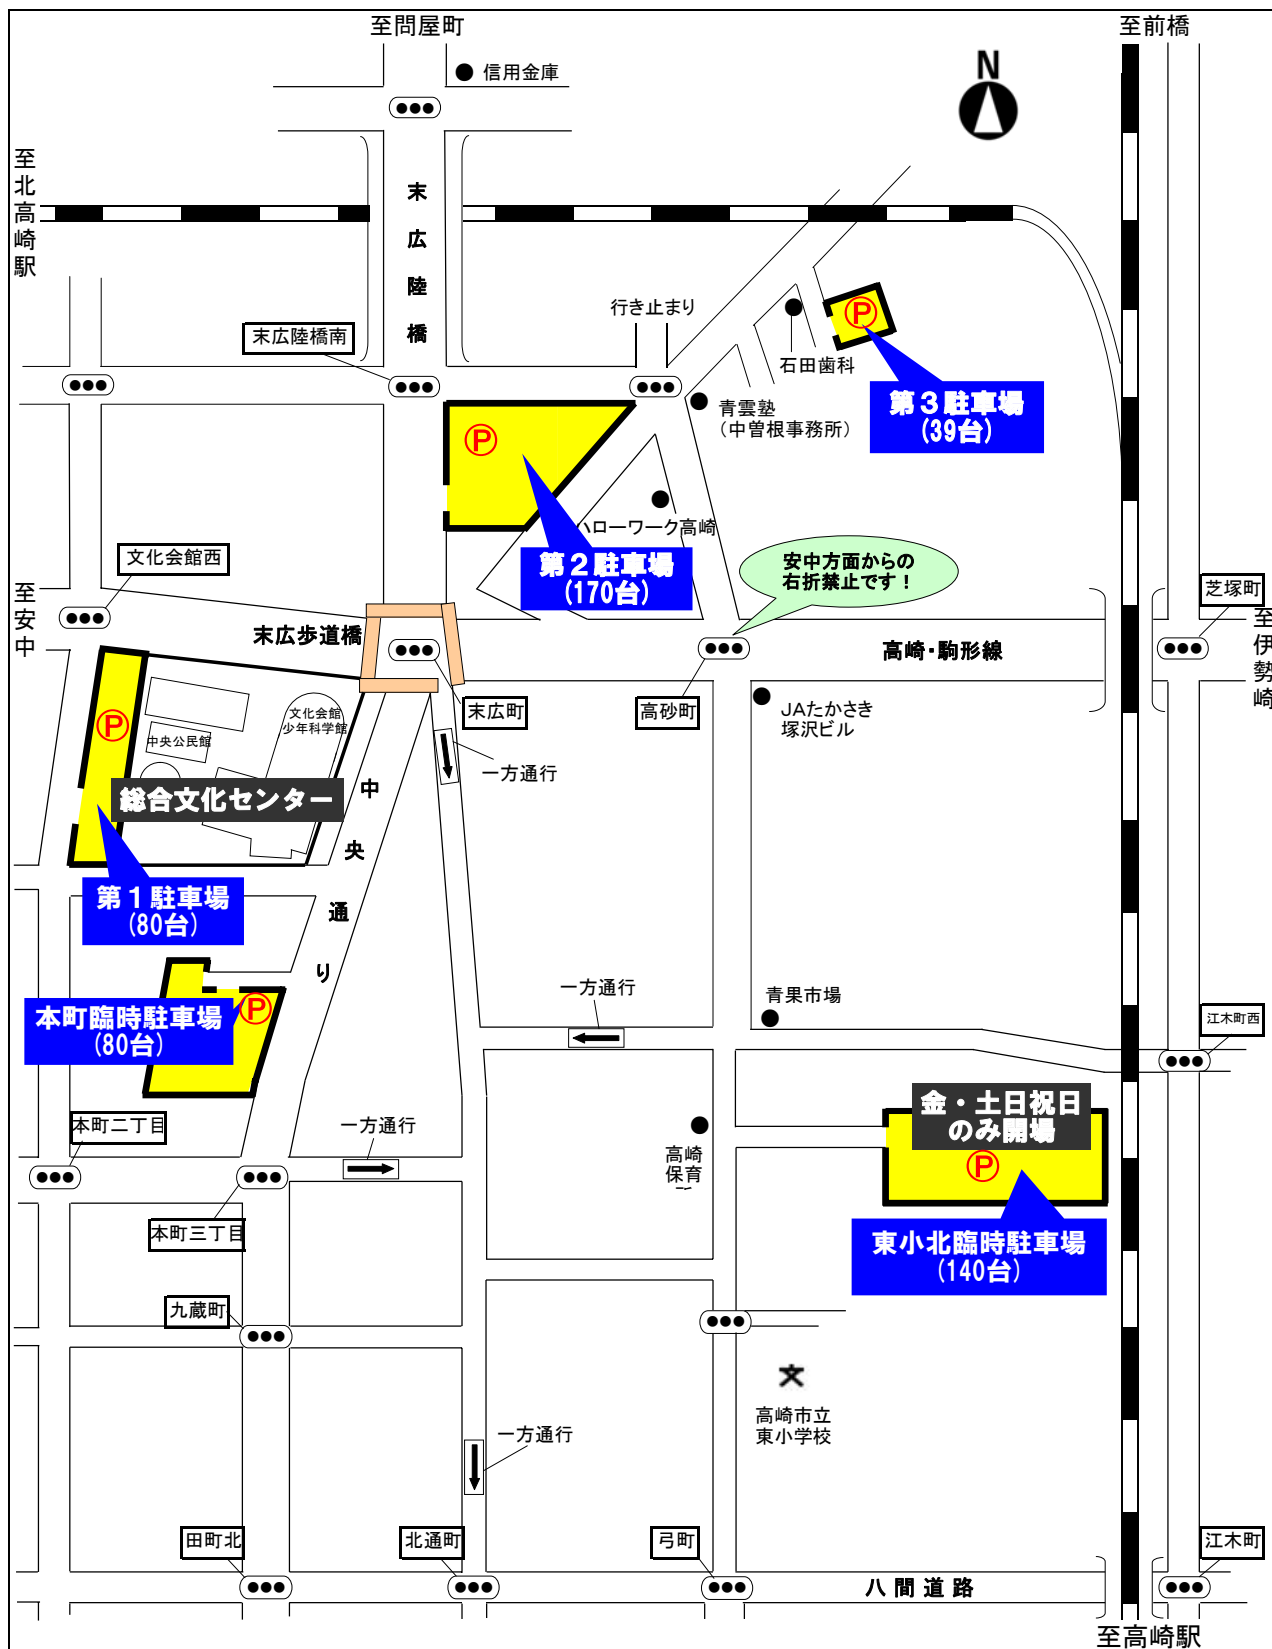 至問屋町
至前橋
信用金庫
N
至北高崎駅
末広陸橋
行き止まり
末広陸橋南
P
石田歯科
第3駐車場
(39台)
青雲塾
(中曽根事務所)
P
ハローワーク高崎
第2駐車場
(170台)
安中方面からの
右折禁止です!
文化会館西
芝塚町
至安中
至伊勢崎
末広歩道橋
高崎・駒形線
末広町
高砂町
JAたかさき
塚沢ビル
文化会館
少年科学館
P
中央公民館
一方通行
総合文化センター
中央通り
第1駐車場
(80台)
一方通行
青果市場
P
本町臨時駐車場
(80台)
江木町西
金・土日祝日
のみ開場
本町二丁目
一方通行
高崎
保育
P
本町三丁目
東小北臨時駐車場
(140台)
九蔵町
文
高崎市立
東小学校
一方通行
田町北
北通町
弓町
江木町
八間道路
至高崎駅